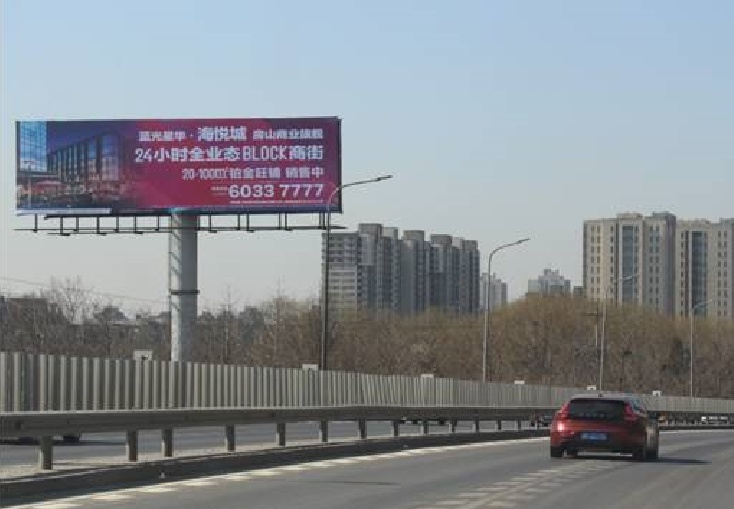 蓝光星华·海悦城 房山商业旗舰
24小时全业态BLOCK商街
20-100㎡铂金旺铺 销售中
6033 7777